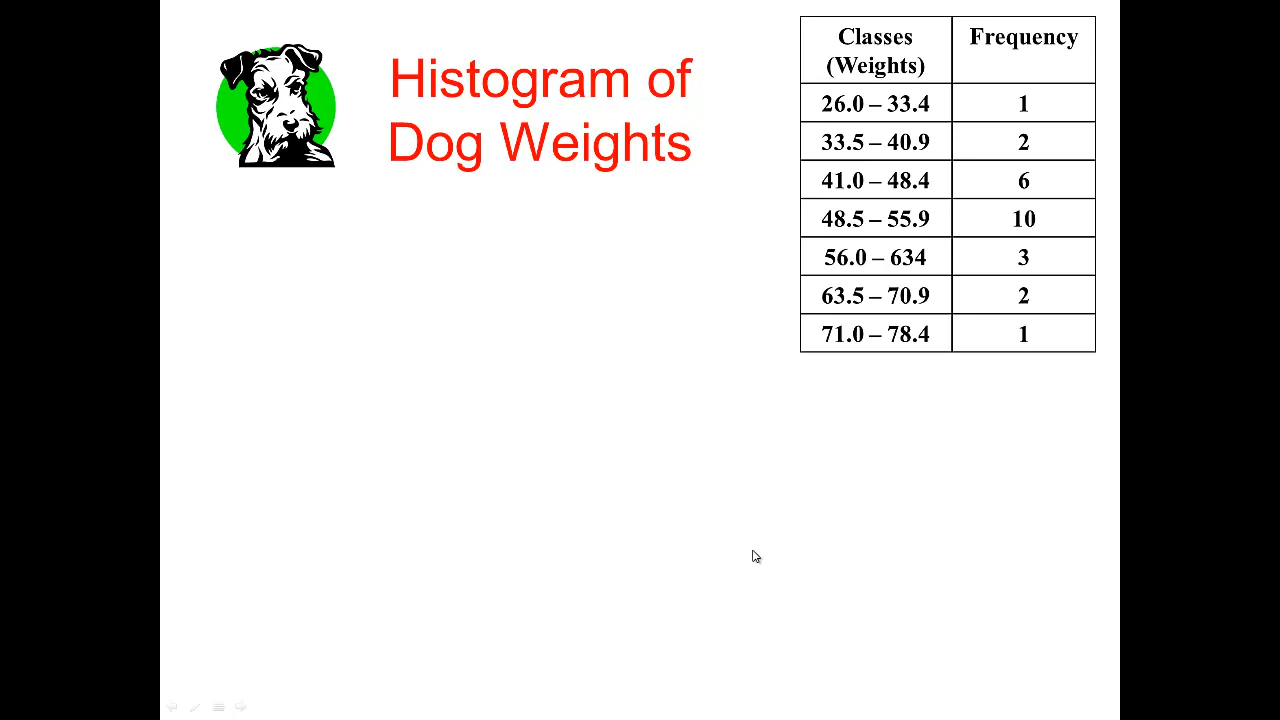 Histogram of
Dog Weights
Classes
(Weights)
Frequency
26.0 – 33.4 1
33.5 – 40.9 2
41.0 – 48.4 6
48.5 – 55.9 10
56.0 – 634 3
63.5 – 70.9 2
71.0 – 78.4 1